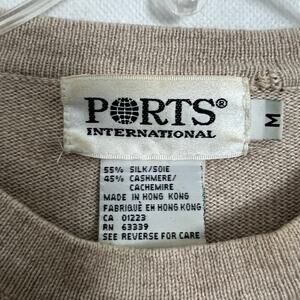 PORTS®
INTERNATIONAL
M
55% SILK/SOIE
45% CASHMERE/
CACHEMIRE
MADE IN HONG KONG
FABRIQUÉ EH HONG KONG
CA 01223
RN 63339
SEE REVERSE FOR CARE